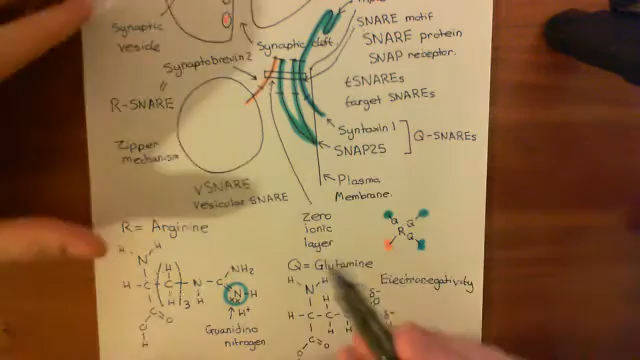 SNARE motif
Synaptic
vesicle
SNARE protein
Synaptic cleft.
SNAP receptor.
Synaptobrevin 2
tSNAREs
target SNAREs
R-SNARE
Syntaxin 1
Q-SNAREs
SNAP25
Zipper
mechanism
vSNARE
Vesicular SNARE
Plasma
Membrane.
Zero
ionic
layer
R = Arginine
Q Q
R Q
Q = Glutamine
Electronegativity
H H
N
H-C-(C)3-N-C-NH2
H
N-H
H+
C=O
O
H
Guanidino
nitrogen
H H
N
H-C-C-C
H H
C=O
O
H
δ-
O
δ-